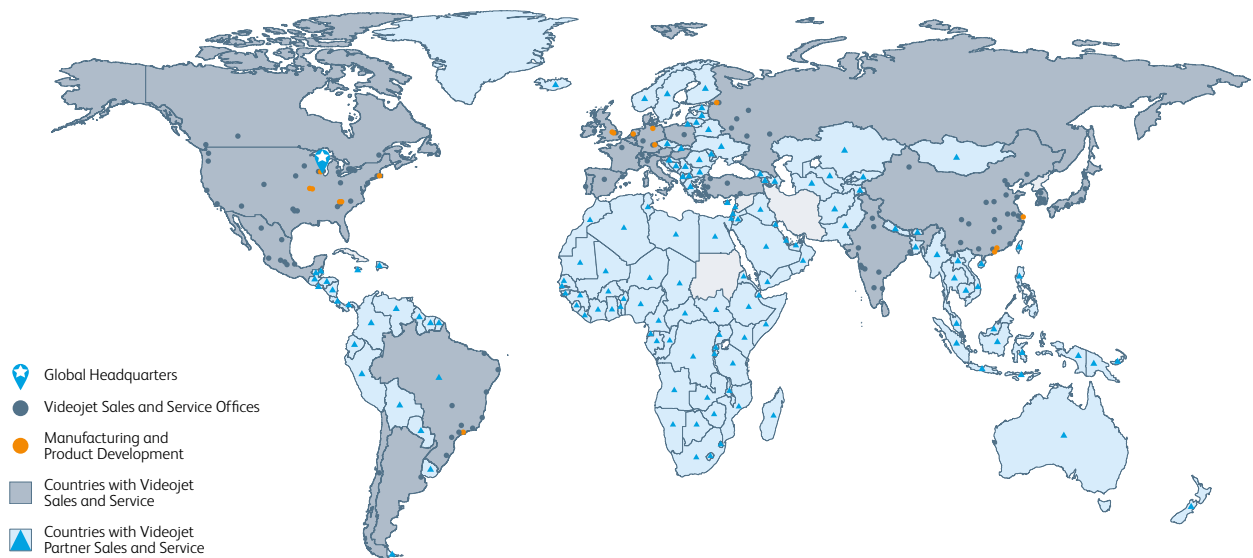 Global Headquarters
Videojet Sales and Service Offices
Manufacturing and
Product Development
Countries with Videojet
Sales and Service
Countries with Videojet
Partner Sales and Service